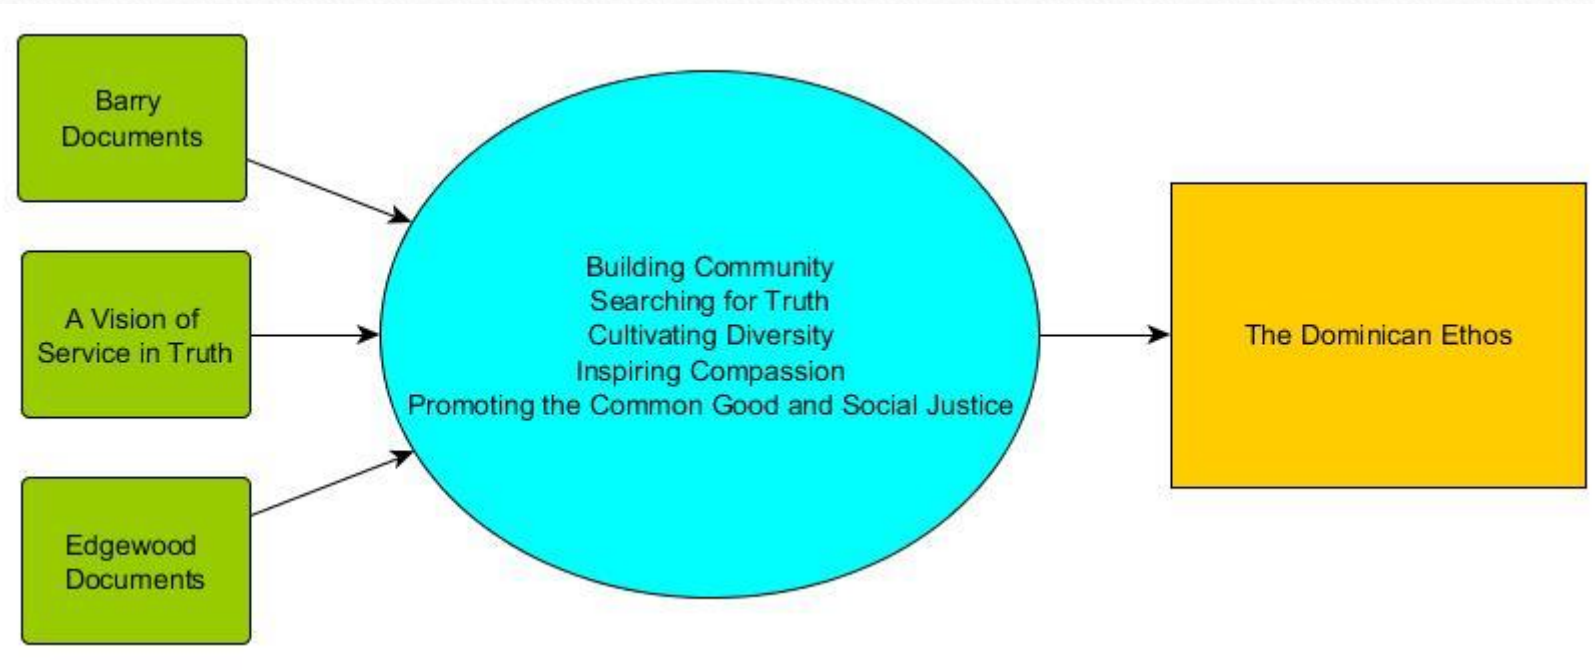 Barry
Documents
A Vision of
Service in Truth
Edgewood
Documents
Building Community
Searching for Truth
Cultivating Diversity
Inspiring Compassion
Promoting the Common Good and Social Justice
The Dominican Ethos